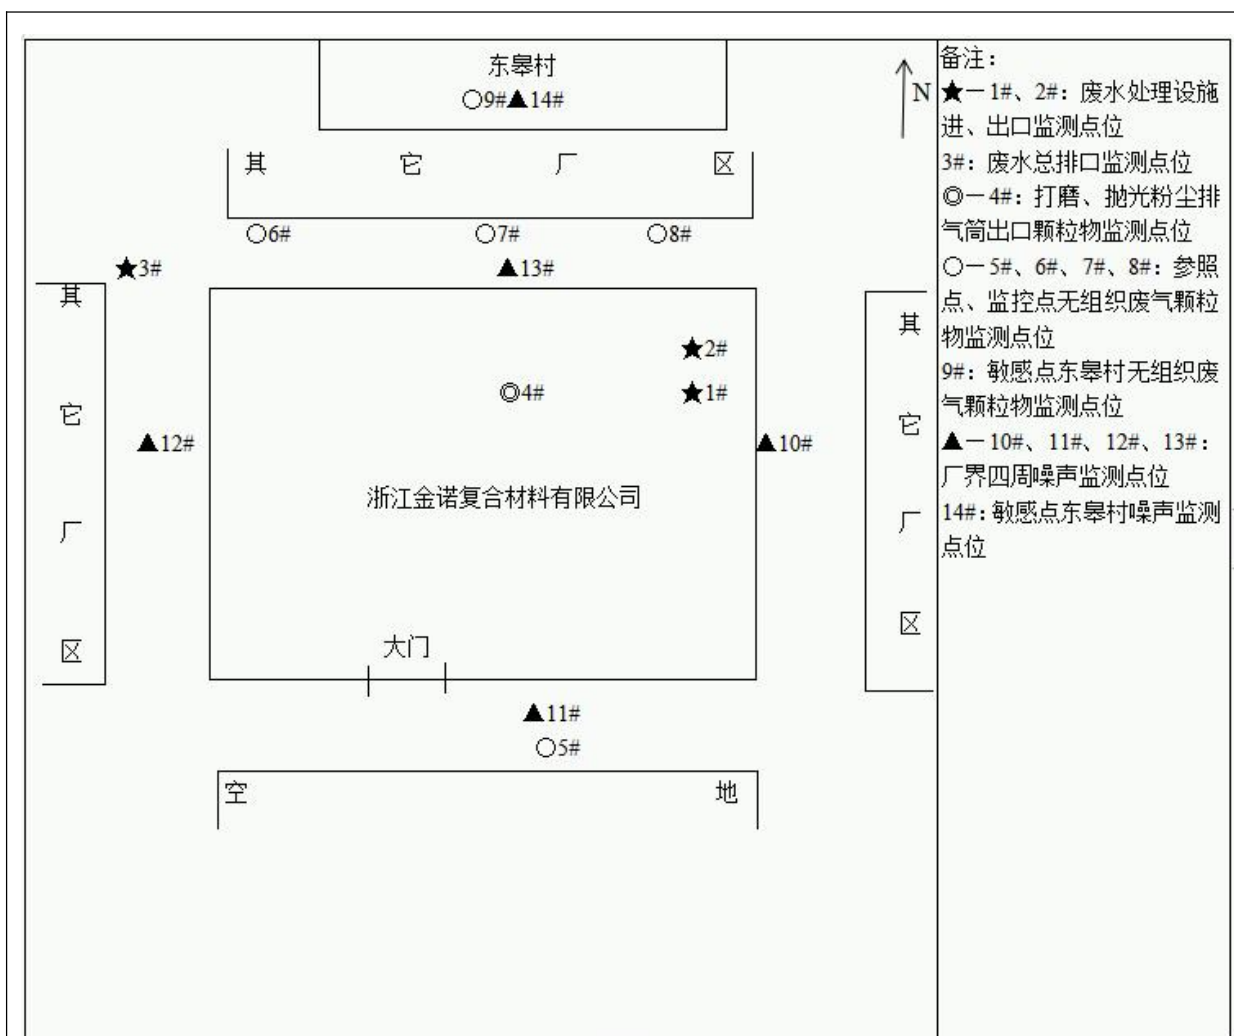 东皋村
○9#▲14#
其 它 厂 区
○6# ○7# ○8#
★3# ▲13#
其 它 厂 区
★2#
◎4# ★1#
▲12# ▲10#
浙江金诺复合材料有限公司
大门
其 它 厂 区
▲11#
○5#
空 地
N
备注：
★－1#、2#：废水处理设施
进、出口监测点位
3#：废水总排口监测点位
◎－4#：打磨、抛光粉尘排
气筒出口颗粒物监测点位
○－5#、6#、7#、8#：参照
点、监控点无组织废气颗粒
物监测点位
9#：敏感点东皋村无组织废
气颗粒物监测点位
▲－10#、11#、12#、13#：
厂界四周噪声监测点位
14#：敏感点东皋村噪声监测
点位